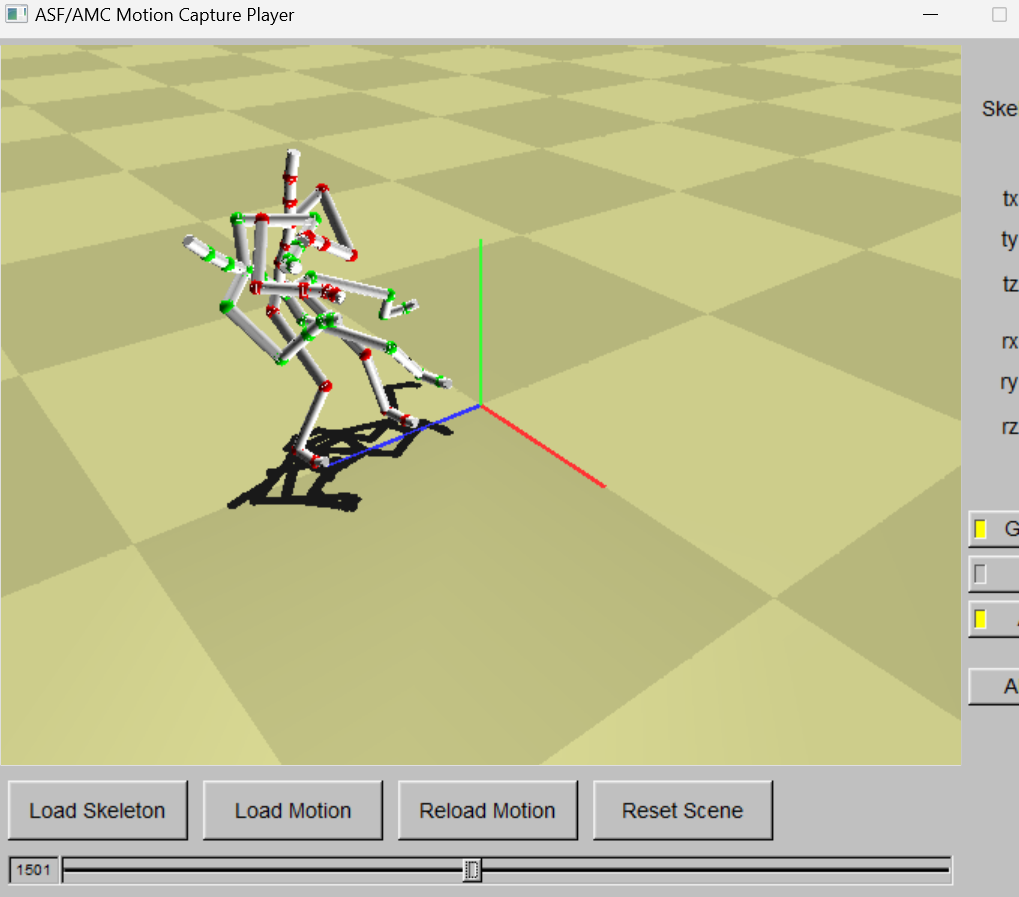 ASF/AMC Motion Capture Player
Ske
tx
ty
tz
rx
ry
rz
G
A
Load Skeleton
Load Motion
Reload Motion
Reset Scene
1501